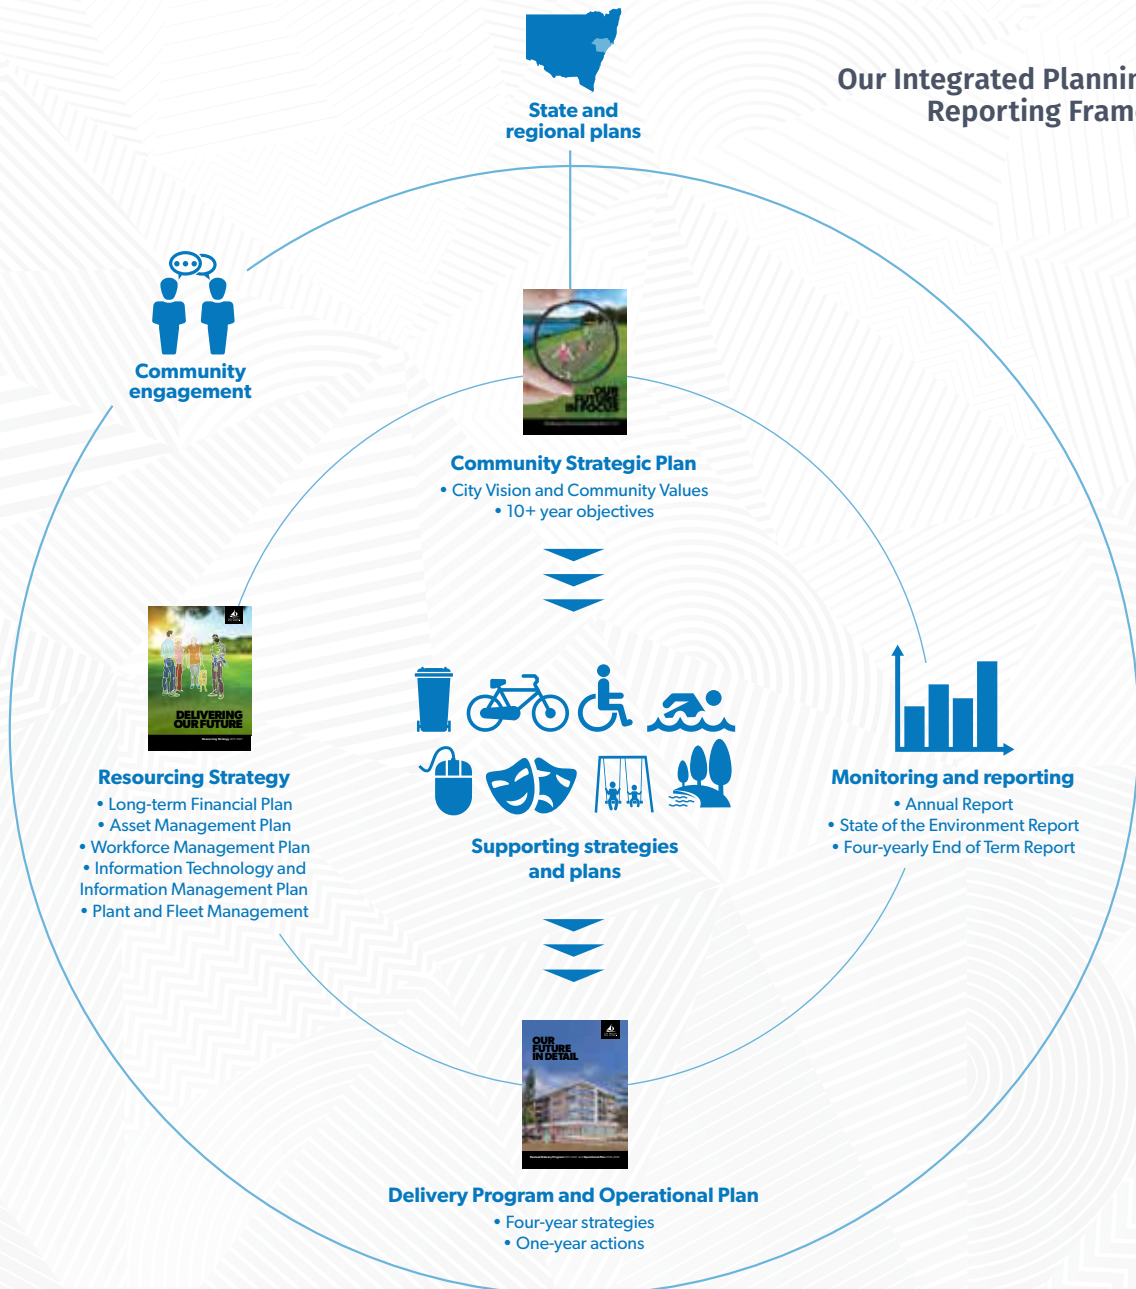 State and
regional plans
Our Integrated Plannin
Reporting Fram
Community
engagement
OUR
FUTURE
IN FOCUS
Community Strategic Plan
• City Vision and Community Values
• 10+ year objectives
DELIVERING
OUR FUTURE
Resourcing Strategy
• Long-term Financial Plan
• Asset Management Plan
• Workforce Management Plan
• Information Technology and
Information Management Plan
• Plant and Fleet Management
Supporting strategies
and plans
Monitoring and reporting
• Annual Report
• State of the Environment Report
• Four-yearly End of Term Report
OUR
FUTURE
IN DETAIL
Delivery Program and Operational Plan
• Four-year strategies
• One-year actions